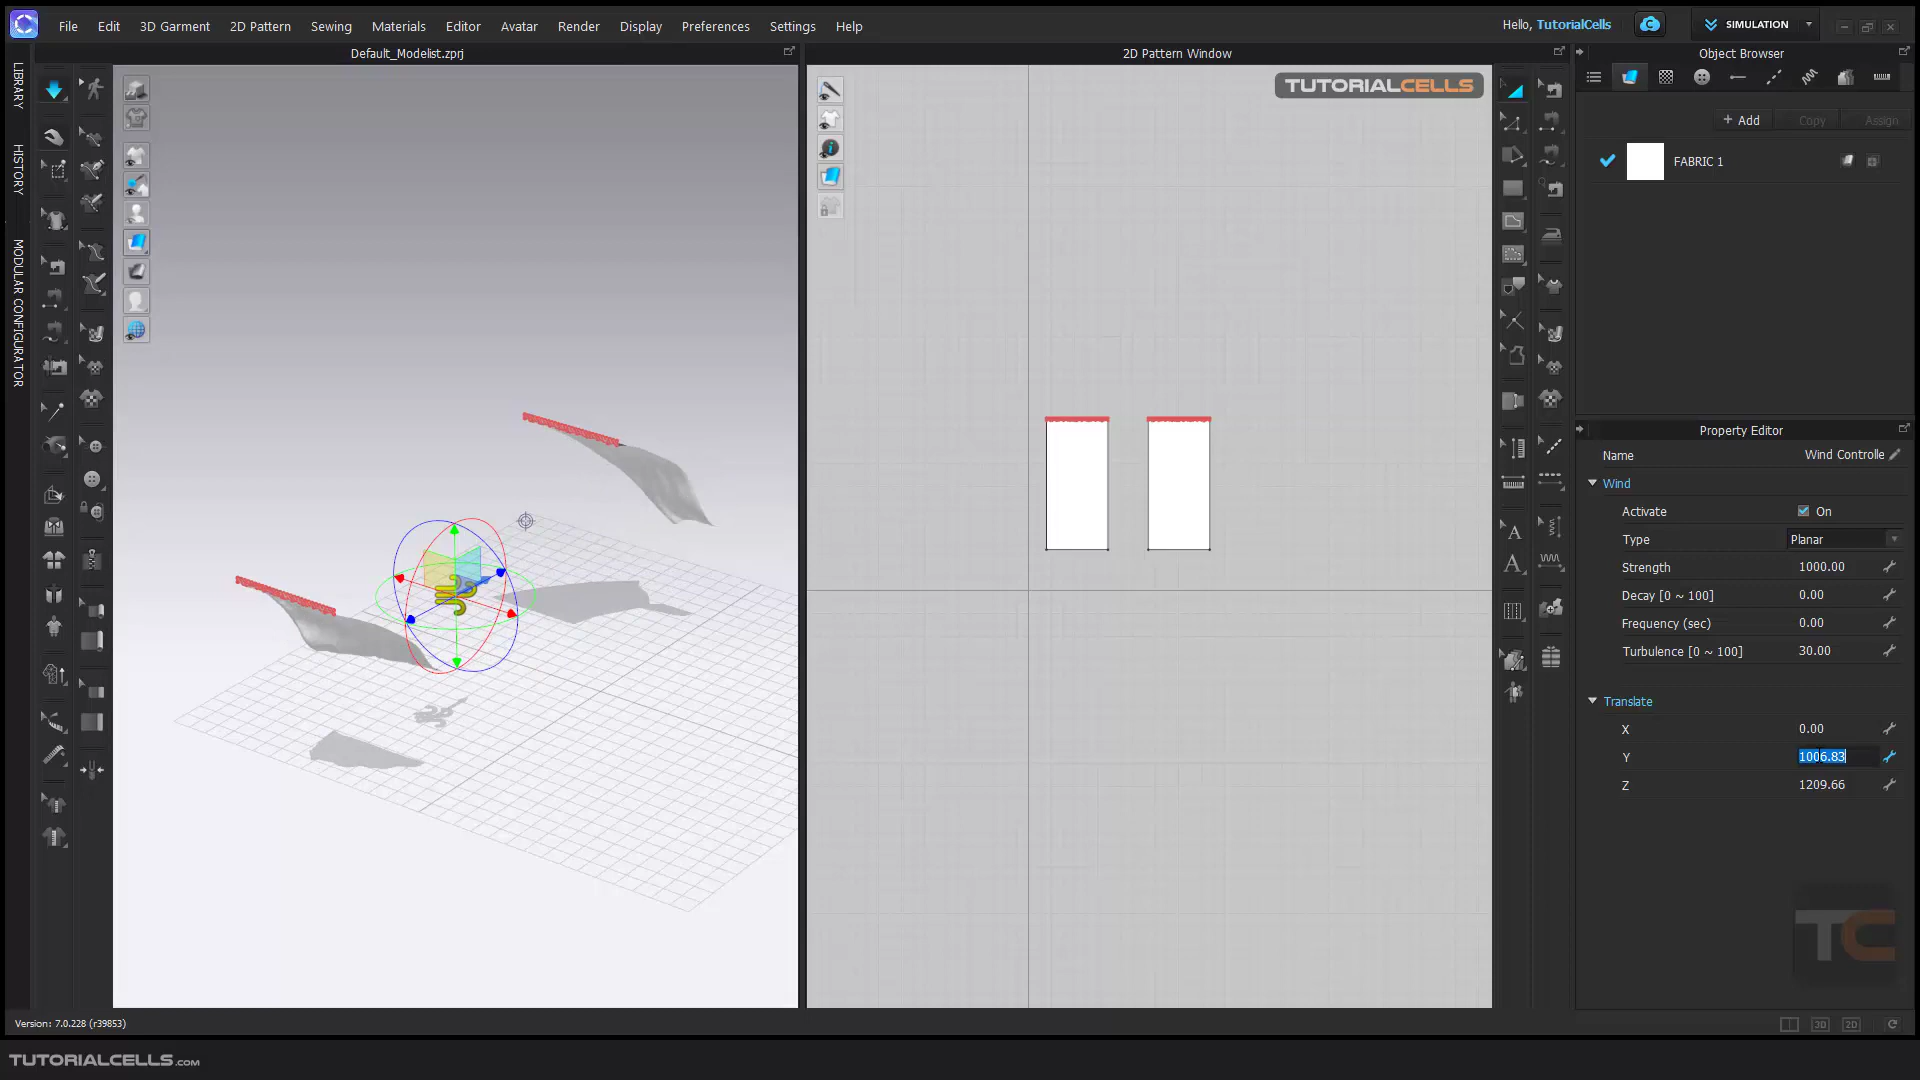 File Edit 3D Garment 2D Pattern Sewing Materials Editor Avatar Render Display Preferences Settings Help
Hello, TutorialCells
SIMULATION
Default_Modelist.zprj
2D Pattern Window
Object Browser
LIBRARY
HISTORY
MODULAR CONFIGURATOR
TUTORIALCELLS
+ Add Copy Assign
FABRIC 1
Property Editor
Name Wind Controlle
Wind
Activate On
Type Planar
Strength 1000.00
Decay [0 ~ 100] 0.00
Frequency (sec) 0.00
Turbulence [0 ~ 100] 30.00
Translate
X 0.00
Y 1006.83
Z 1209.66
TC
Version: 7.0.228 (r39853)
3D 2D
TUTORIALCELLS.COM